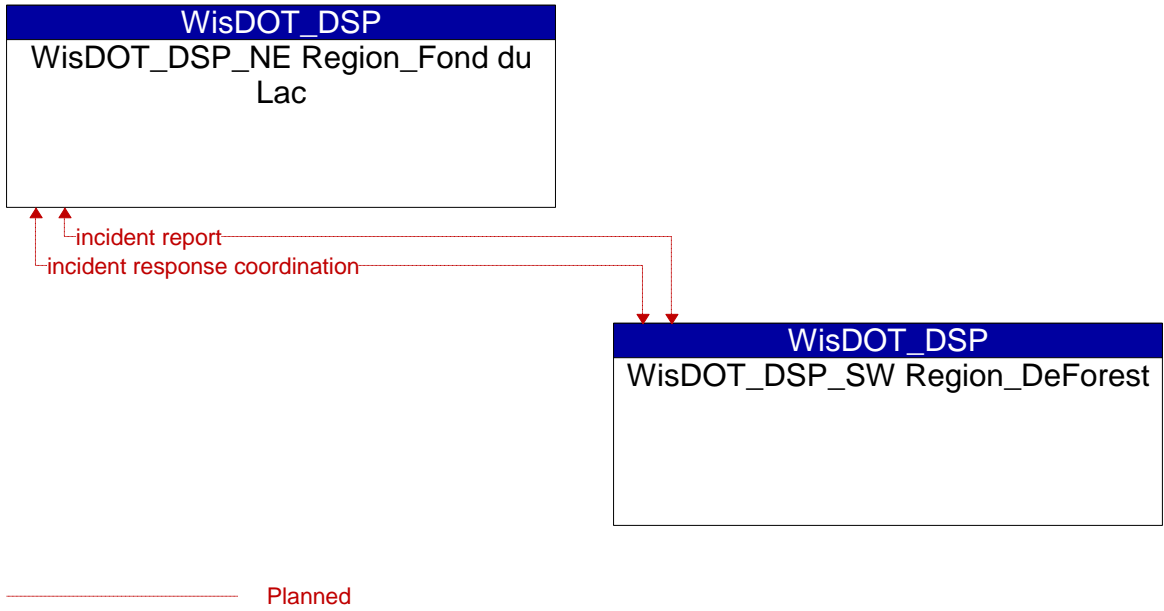 WisDOT_DSP
WisDOT_DSP_NE Region_Fond du
Lac
incident report
incident response coordination
WisDOT_DSP
WisDOT_DSP_SW Region_DeForest
Planned